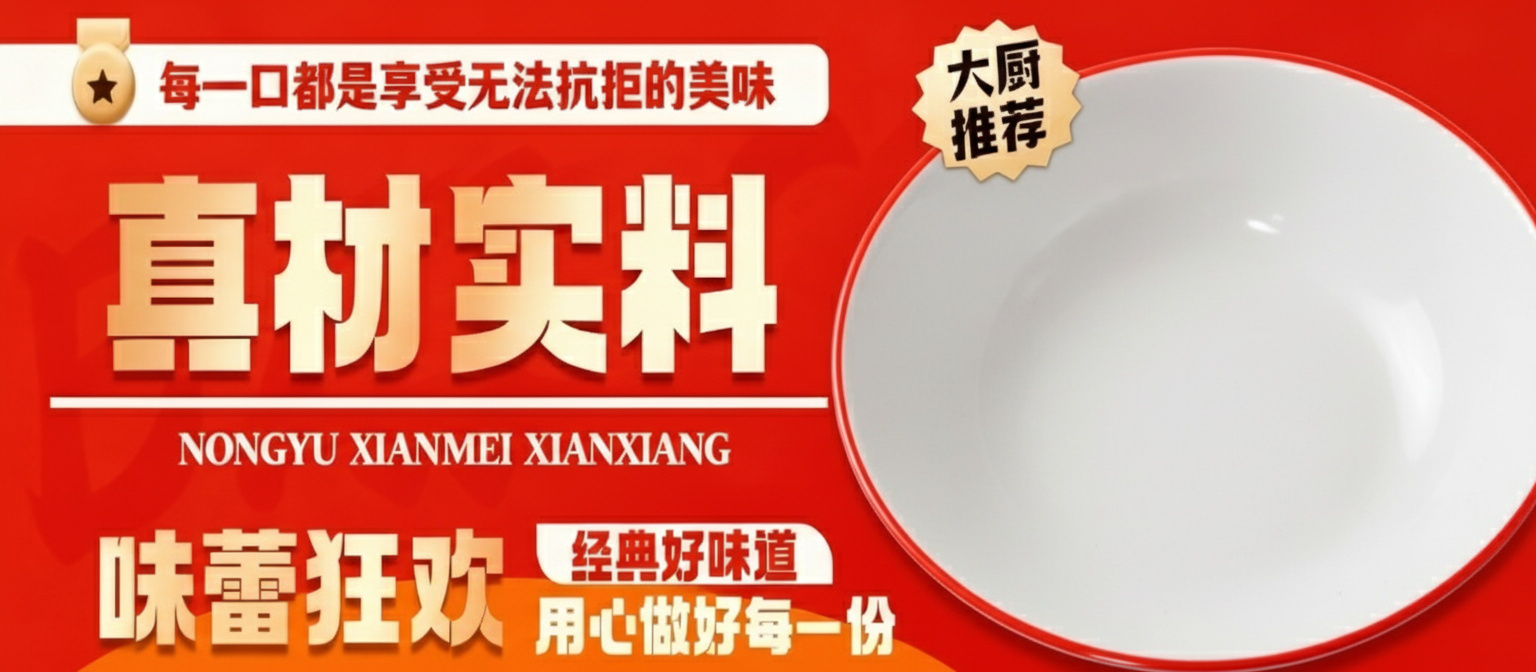 每一口都是享受无法抗拒的美味
大厨
推荐
真材实料
NONGYU XIANMEI XIANXIANG
味蕾狂欢
经典好味道
用心做好每一份